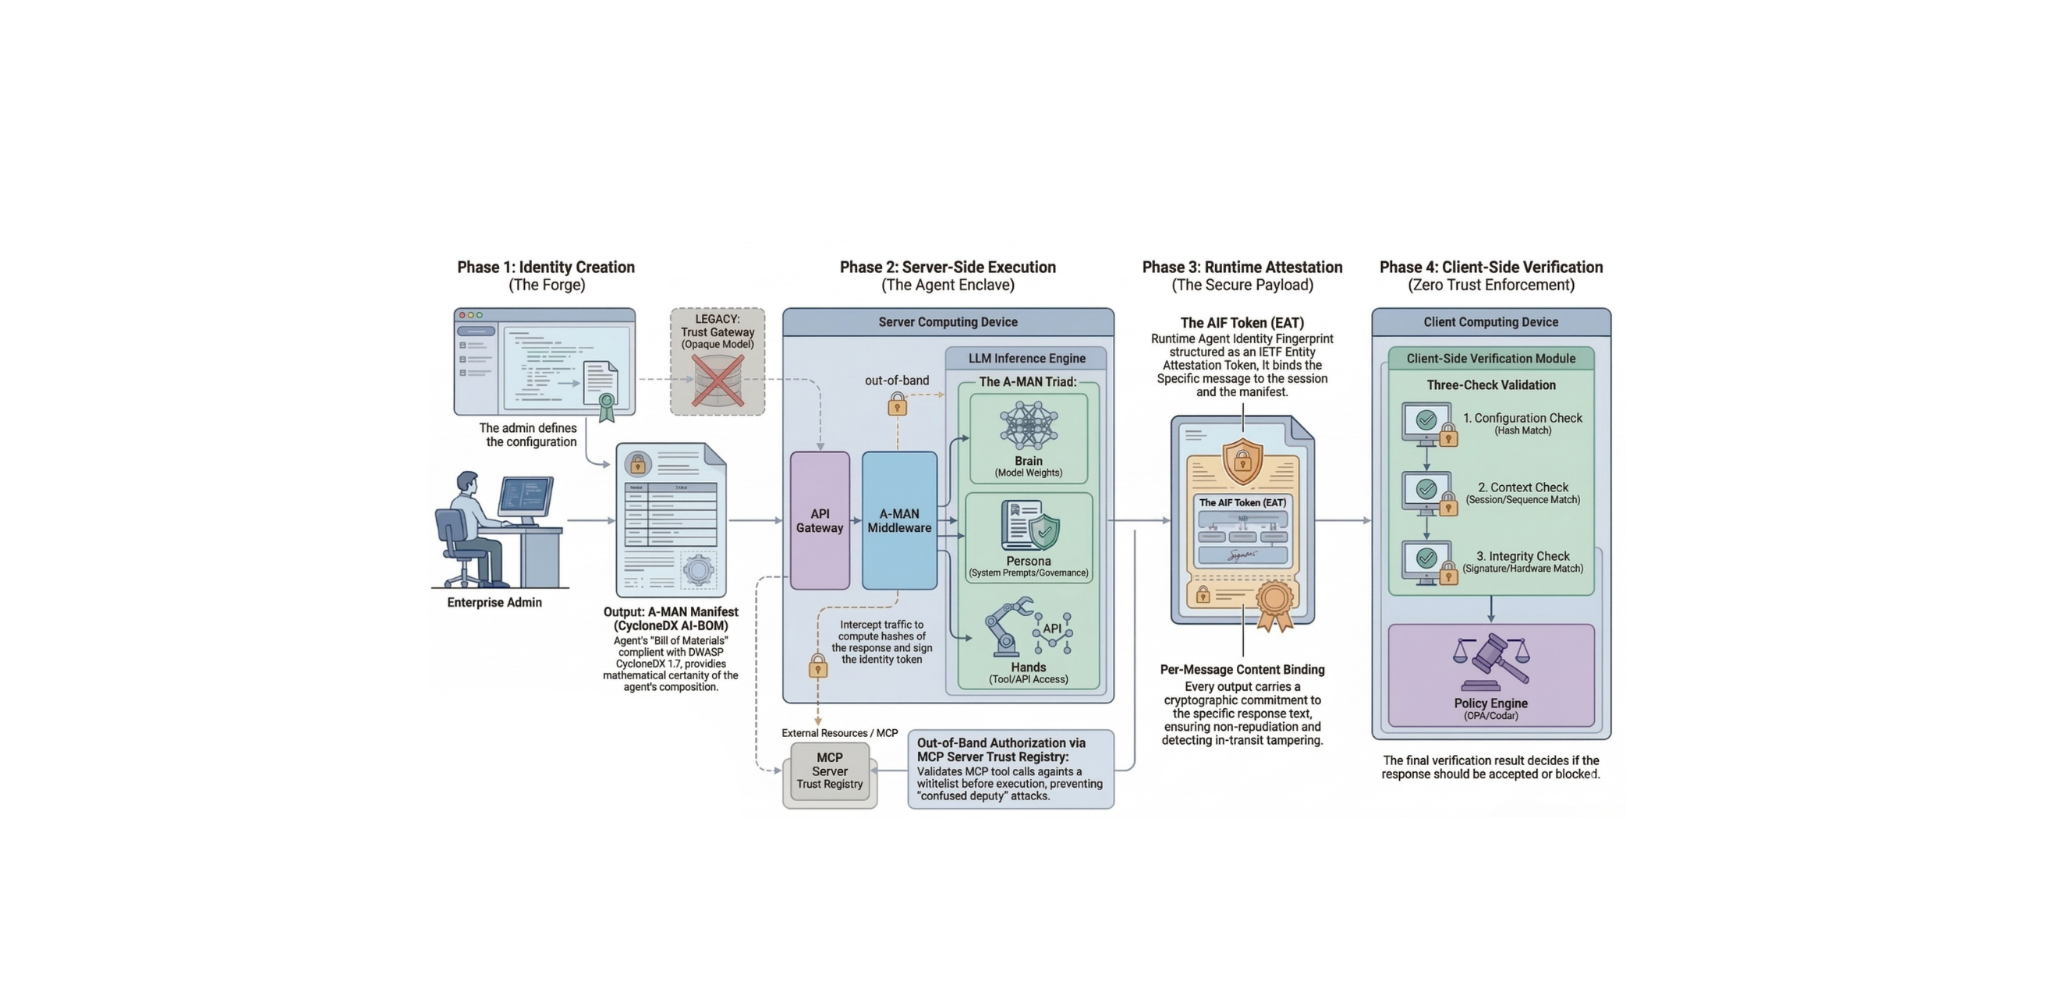 Phase 1: Identity Creation
(The Forge)
The admin defines
the configuration
Enterprise Admin
LEGACY:
Trust Gateway
(Opaque Model)
Output: A-MAN Manifest
(CycloneDX AI-BOM)
Agent's "Bill of Materials"
complient with DWASP
CycloneDX 1.7, providies
mathematical certanity of the
agent's composition.
Phase 2: Server-Side Execution
(The Agent Enclave)
Server Computing Device
out-of-band
API
Gateway
A-MAN
Middleware
Intercept traffic to
compute hashes of
the response and sign
the identity token
LLM Inference Engine
The A-MAN Triad:
Brain
(Model Weights)
Persona
(System Prompts/Governance)
API
Hands
(Tool/API Access)
External Resources / MCP
MCP
Server
Trust Registry
Out-of-Band Authorization via
MCP Server Trust Registry:
Validates MCP tool calls againts a
witilelist before execution, preventing
"confused deputy" attacks.
Phase 3: Runtime Attestation
(The Secure Payload)
The AIF Token (EAT)
Runtime Agent Identity Fingerprint
structured as an IETF Entity
Attestation Token, It binds the
Specific message to the session
and the manifest.
The AIF Token (EAT)
Per-Message Content Binding
Every output carries a
cryptographic commitment to
the specific response text,
ensuring non-repudiation and
detecting in-transit tampering.
Phase 4: Client-Side Verification
(Zero Trust Enforcement)
Client Computing Device
Client-Side Verification Module
Three-Check Validation
1. Configuration Check
(Hash Match)
2. Context Check
(Session/Sequence Match)
3. Integrity Check
(Signature/Hardware Match)
Policy Engine
(OPA/Codar)
The final verification result decides if the
response should be accepted or blocked.